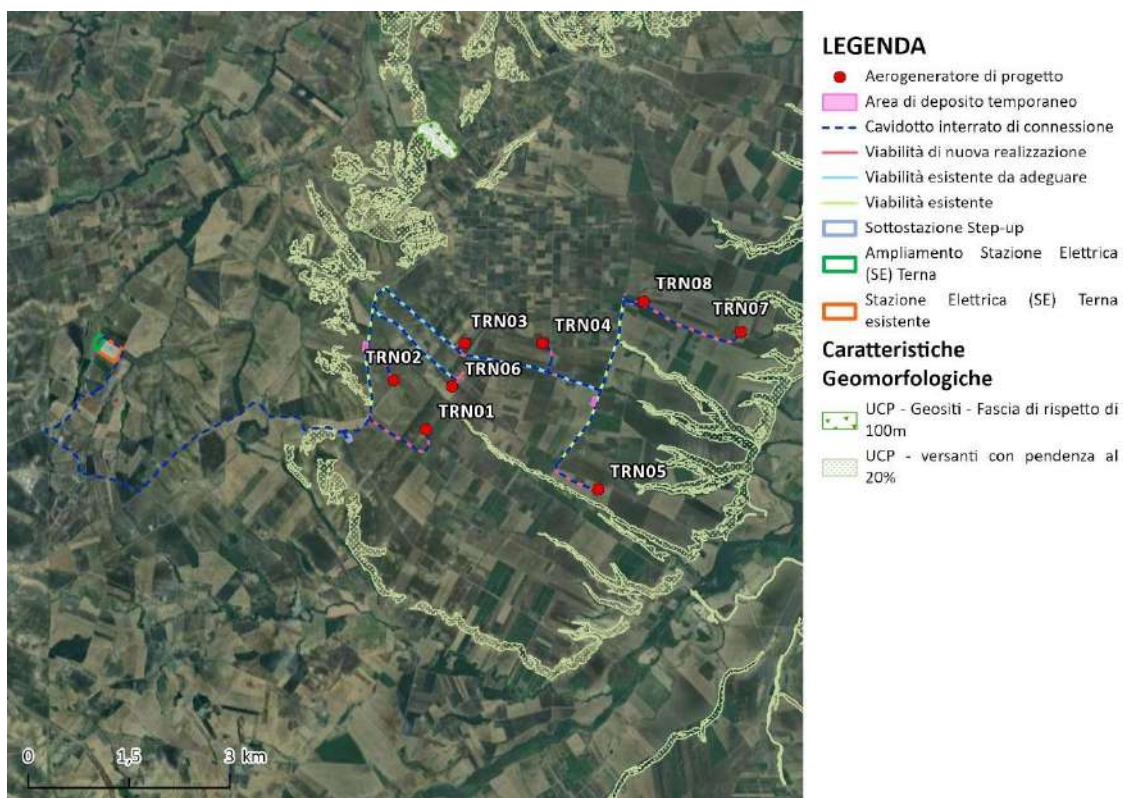 TRN08
TRN07
TRN03
TRN04
TRN02
TRN06
TRN01
TRN05
0 1,5 3 km
LEGENDA
Aerogeneratore di progetto
Area di deposito temporaneo
Cavidotto interrato di connessione
Viabilità di nuova realizzazione
Viabilità esistente da adeguare
Viabilità esistente
Sottostazione Step-up
Ampliamento Stazione Elettrica
(SE) Terna
Stazione Elettrica (SE) Terna
esistente
Caratteristiche
Geomorfologiche
UCP - Geositi - Fascia di rispetto di
100m
UCP - versanti con pendenza al
20%